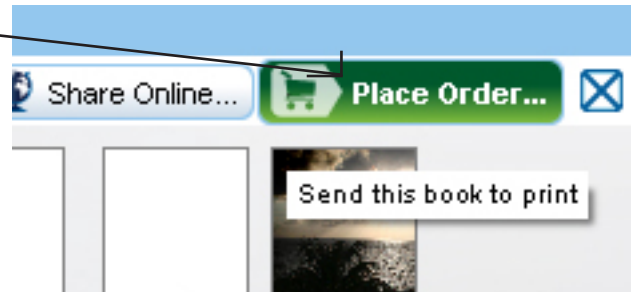 Share Online...
Place Order...
Send this book to print